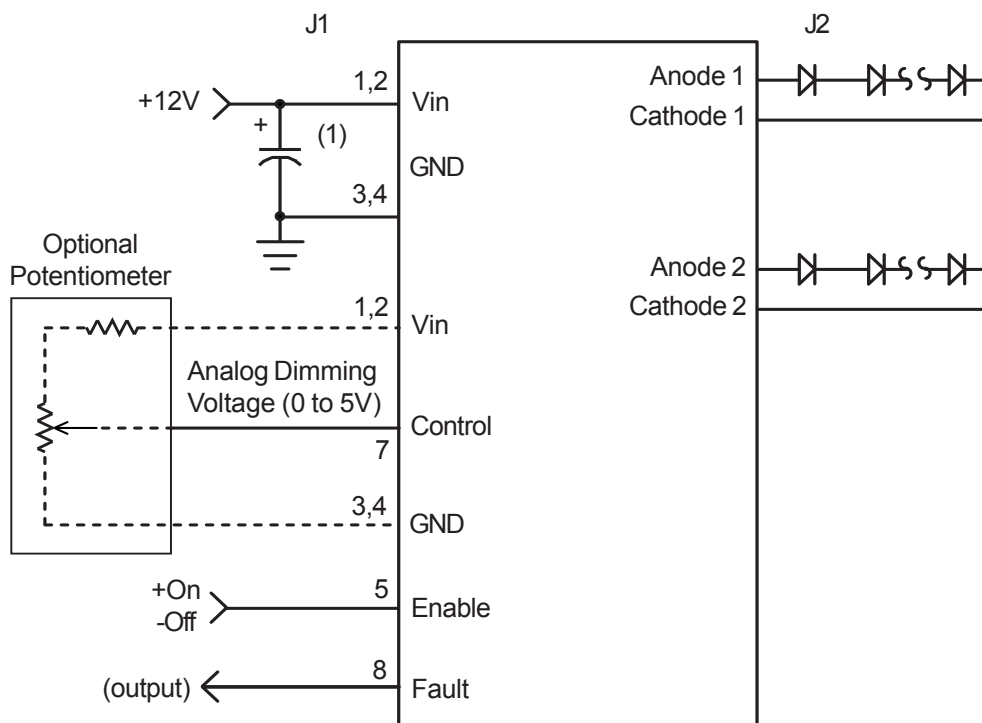 J1
J2
+12V
+
(1)
1,2
Vin
GND
3,4
Optional
Potentiometer
1,2
Vin
Analog Dimming
Voltage (0 to 5V)
Control
7
3,4
GND
+On
-Off
5
Enable
(output)
8
Fault
Anode 1
Cathode 1
Anode 2
Cathode 2